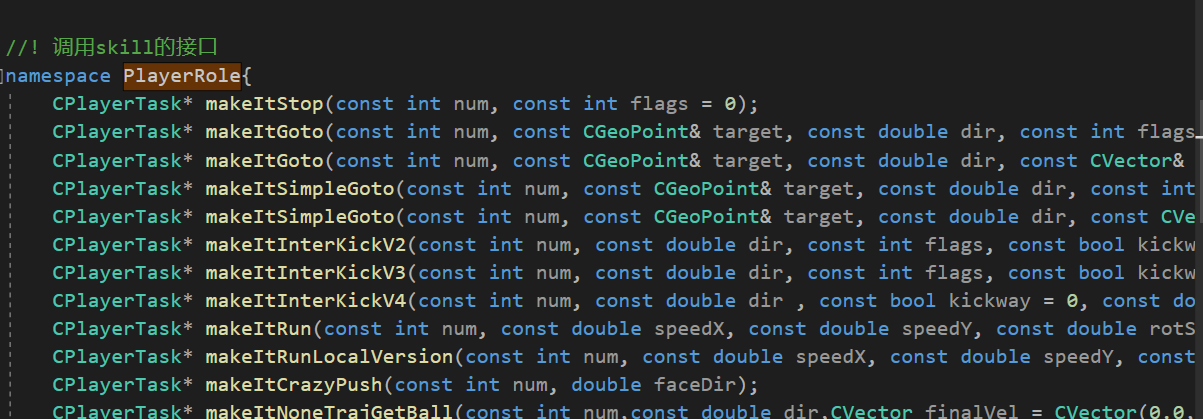 //! 调用skill的接口
namespace PlayerRole{
CPlayerTask* makeItStop(const int num, const int flags = 0);
CPlayerTask* makeItGoto(const int num, const CGeoPoint& target, const double dir, const int flags
CPlayerTask* makeItGoto(const int num, const CGeoPoint& target, const double dir, const CVector&
CPlayerTask* makeItSimpleGoto(const int num, const CGeoPoint& target, const double dir, const int
CPlayerTask* makeItSimpleGoto(const int num, const CGeoPoint& target, const double dir, const CVe
CPlayerTask* makeItInterKickV2(const int num, const double dir, const int flags, const bool kickw
CPlayerTask* makeItInterKickV3(const int num, const double dir, const int flags, const bool kickw
CPlayerTask* makeItInterKickV4(const int num, const double dir , const bool kickway = 0, const do
CPlayerTask* makeItRun(const int num, const double speedX, const double speedY, const double rotS
CPlayerTask* makeItRunLocalVersion(const int num, const double speedX, const double speedY, const
CPlayerTask* makeItCrazyPush(const int num, double faceDir);
CPlayerTask* makeItNoneTrajGetBall(const int num,const double dir,CVector finalVel = CVector(0.0,